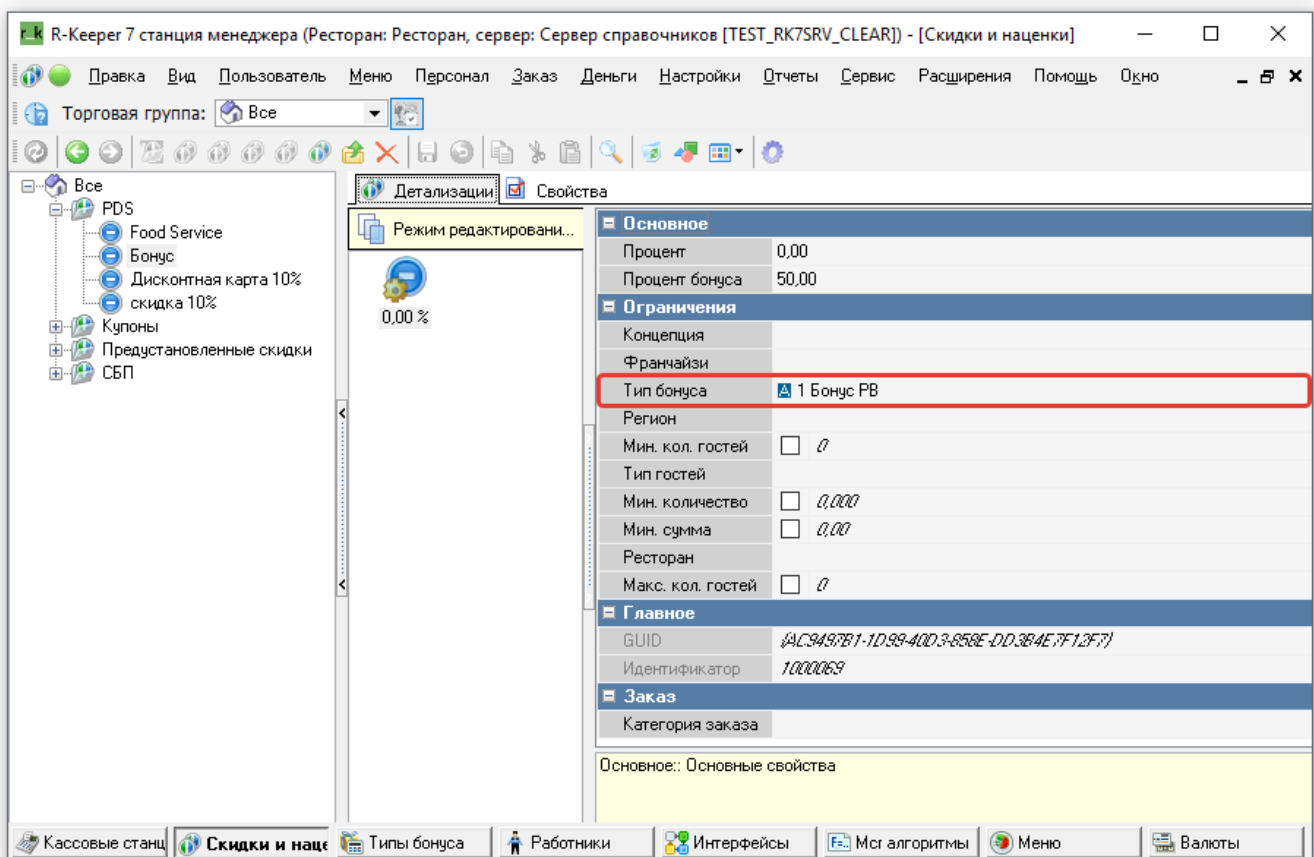 r_k R-Keeper 7 станция менеджера (Ресторан: Ресторан, сервер: Сервер справочников [TEST_RK7SRV_CLEAR]) - [Скидки и наценки]
Правка Вид Пользователь Меню Персонал Заказ Деньги Настройки Отчеты Сервис Расширения Помощь Окно
Торговая группа: Все
Все
PDS
Food Service
Бонус
Дисконтная карта 10%
скидка 10%
Купоны
Предустановленные скидки
СБП
Детализации Свойства
Режим редактировани...
0,00 %
Основное
Процент 0,00
Процент бонуса 50,00
Ограничения
Концепция
Франчайзи
Тип бонуса A 1 Бонус РВ
Регион
Мин. кол. гостей 0
Тип гостей
Мин. количество 0,000
Мин. сумма 0,00
Ресторан
Макс. кол. гостей 0
Главное
GUID {AC9497B1-1D99-40D3-858E-DD3B4E7F12F7}
Идентификатор 1000069
Заказ
Категория заказа
Основное:: Основные свойства
Кассовые станц Скидки и наце Типы бонуса Работники Интерфейсы F=.. Мcr алгоритмы Меню Валюты